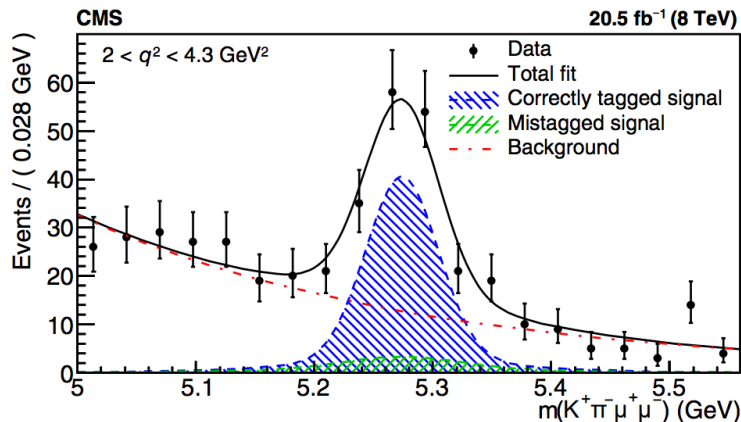 CMS 20.5 fb⁻¹ (8 TeV)
2 < q² < 4.3 GeV²
Data
Total fit
Correctly tagged signal
Mistagged signal
Background
Events / ( 0.028 GeV )
60
50
40
30
20
10
0
5 5.1 5.2 5.3 5.4 5.5
m(K⁺π⁻μ⁺μ⁻) (GeV)